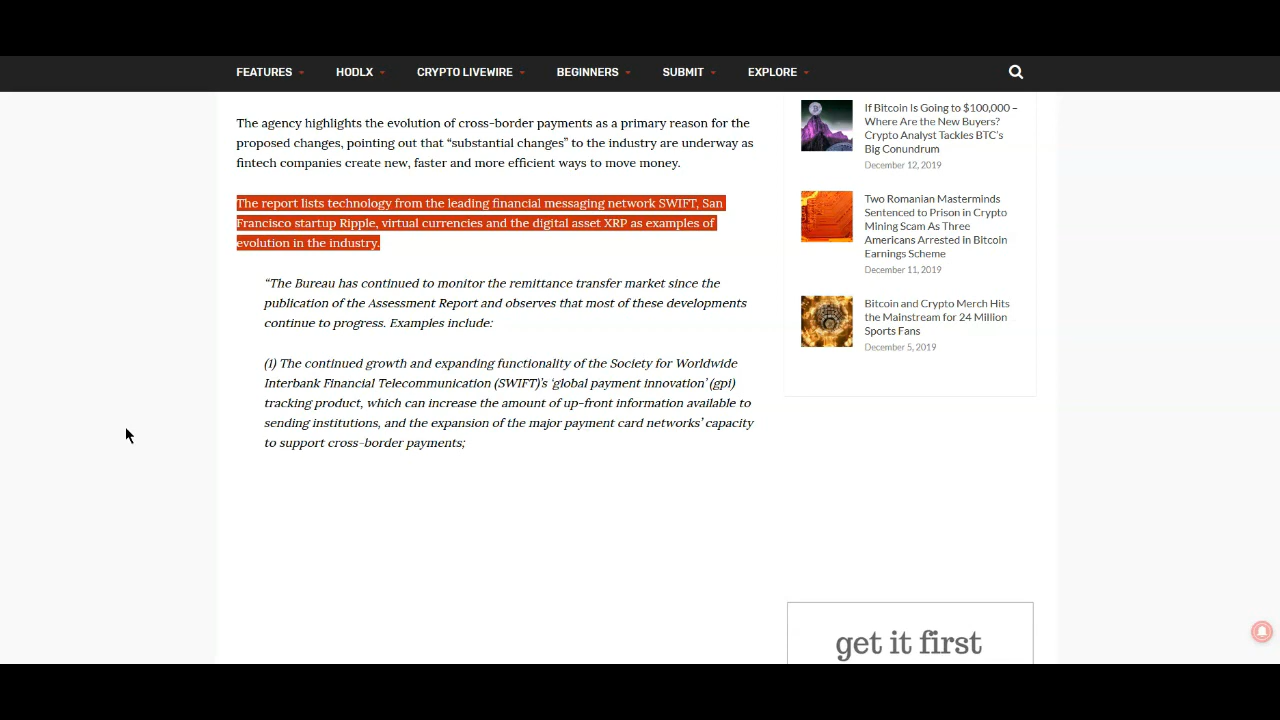 FEATURES HODLX CRYPTO LIVEWIRE BEGINNERS SUBMIT EXPLORE
The agency highlights the evolution of cross-border payments as a primary reason for the
proposed changes, pointing out that “substantial changes” to the industry are underway as
fintech companies create new, faster and more efficient ways to move money.
The report lists technology from the leading financial messaging network SWIFT, San
Francisco startup Ripple, virtual currencies and the digital asset XRP as examples of
evolution in the industry.
“The Bureau has continued to monitor the remittance transfer market since the
publication of the Assessment Report and observes that most of these developments
continue to progress. Examples include:
(1) The continued growth and expanding functionality of the Society for Worldwide
Interbank Financial Telecommunication (SWIFT)’s ‘global payment innovation’ (gpi)
tracking product, which can increase the amount of up-front information available to
sending institutions, and the expansion of the major payment card networks’ capacity
to support cross-border payments;
If Bitcoin Is Going to $100,000 –
Where Are the New Buyers?
Crypto Analyst Tackles BTC’s
Big Conundrum
December 12, 2019
Two Romanian Masterminds
Sentenced to Prison in Crypto
Mining Scam As Three
Americans Arrested in Bitcoin
Earnings Scheme
December 11, 2019
Bitcoin and Crypto Merch Hits
the Mainstream for 24 Million
Sports Fans
December 5, 2019
get it first